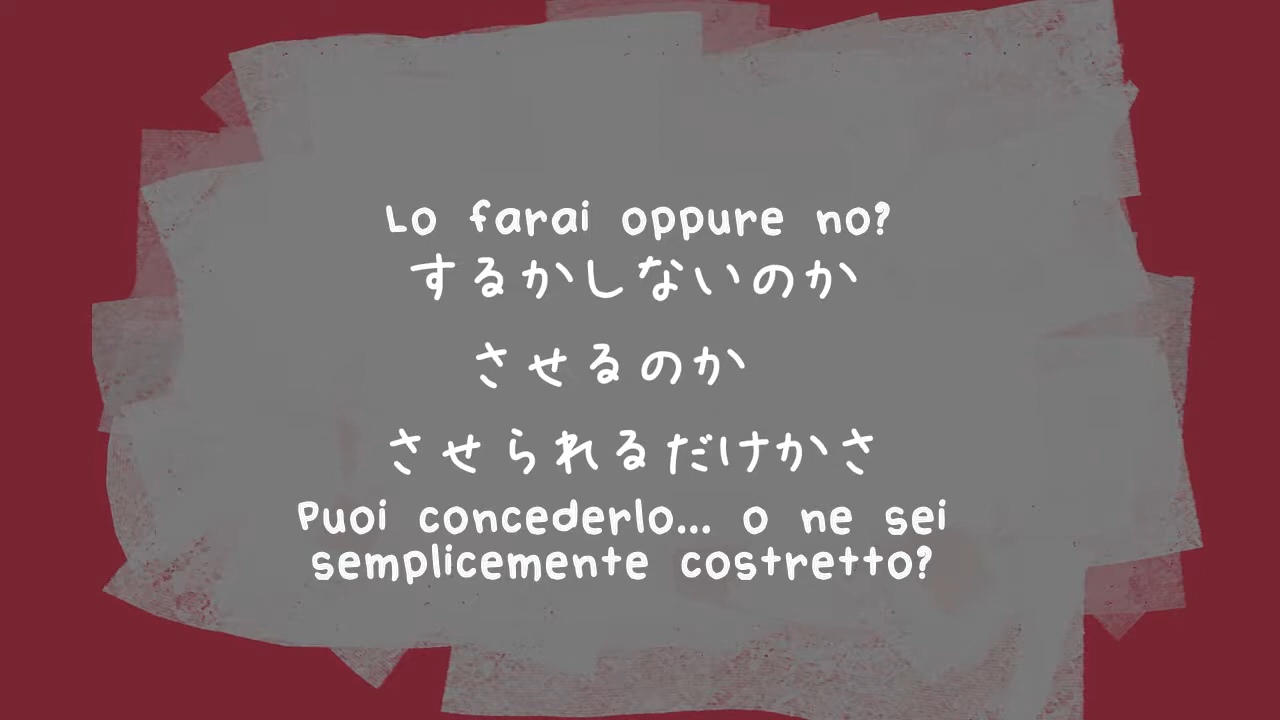 Lo farai oppure no?
するかしないのか
させるのか
させられるだけかさ
Puoi concederlo... o ne sei
semplicemente costretto?